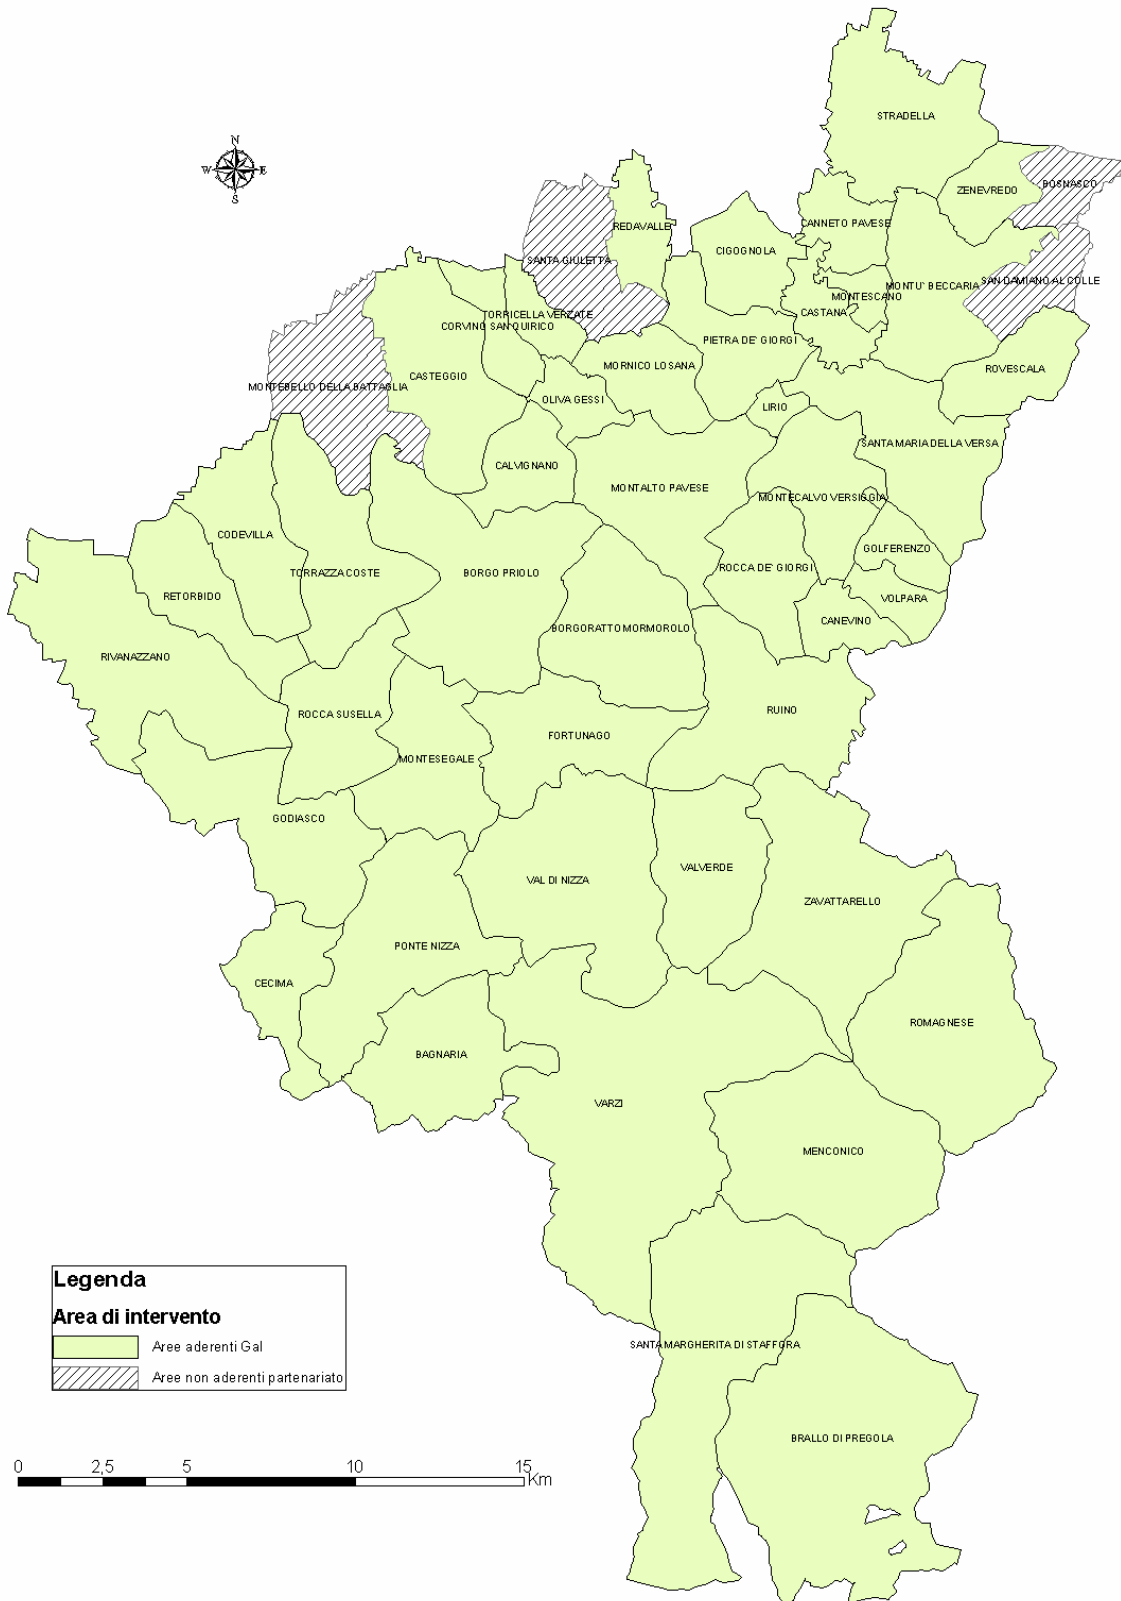 STRADELLA
N
W E
S
BOSNASCO
ZENEVREDO
REDAVALLE
CANNETO PAVESE
CIGOGNOLA
SANTA GIULETTA
SAN DAMIANO AL COLLE
MONTU' BECCARIA
MONTESCANO
CASTANA
TORRICELLA VERZATE
CORVINO SAN QUIRICO
PIETRA DE' GIORGI
MORNICO LOSANA
ROVESCALA
CASTEGGIO
MONTEBELLO DELLA BATTAGLIA
OLIVA GESSI
LIRIO
SANTA MARIA DELLA VERSA
CALVIGNANO
MONTALTO PAVESE
MONTECALVO VERSIGGIA
CODEVILLA
GOLFERENZO
TORRAZZA COSTE
BORGO PRIOLO
ROCCA DE' GIORGI
RETORBIDO
VOLPARA
CANEVINO
BORGORATTO MORMOROLO
RIVANAZZANO
RUINO
ROCCA SUSELLA
FORTUNAGO
MONTESEGALE
GODIASCO
VALVERDE
VAL DI NIZZA
ZAVATTARELLO
PONTE NIZZA
CECIMA
ROMAGNESE
BAGNARIA
VARZI
MENCONICO
SANTA MARGHERITA DI STAFFORA
BRALLO DI PREGOLA
Legenda
Area di intervento
Aree aderenti Gal
Aree non aderenti partenariato
0 2,5 5 10 15
Km